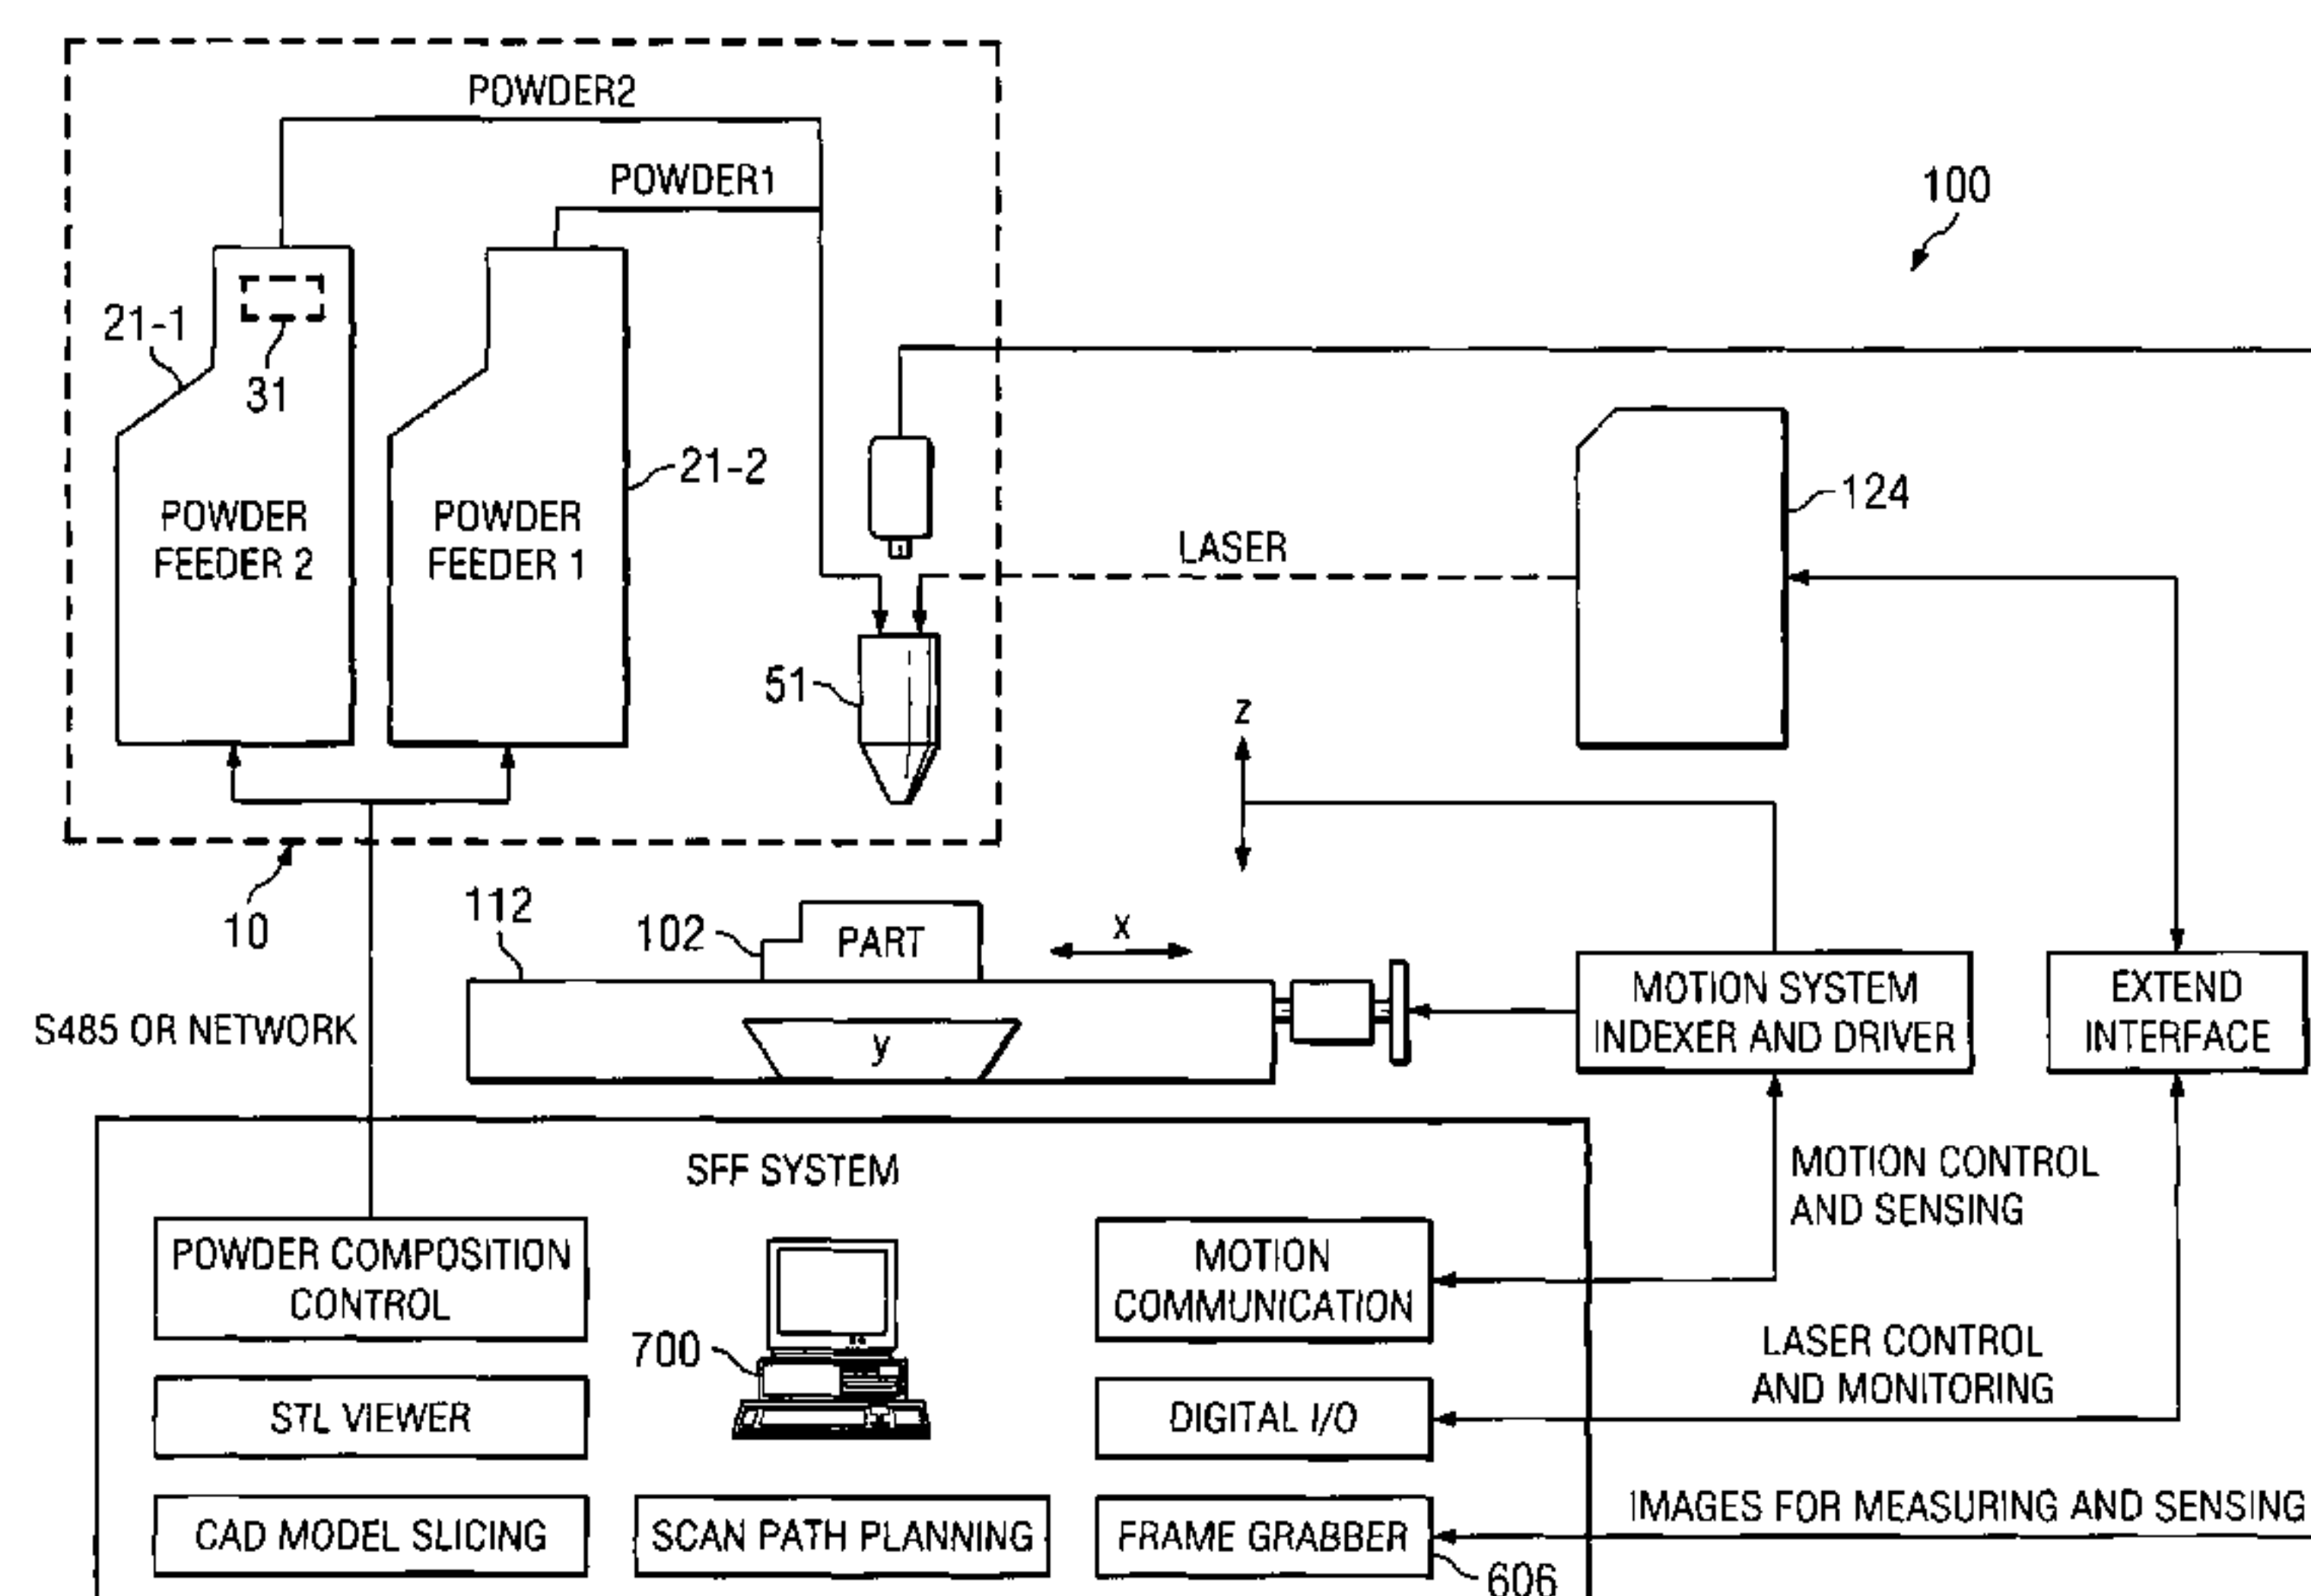 POWDER2
POWDER1
100
21-1
31
21-2
124
POWDER
FEEDER 2
POWDER
FEEDER 1
LASER
51
z
10
112
102
PART
x
y
MOTION SYSTEM
INDEXER AND DRIVER
EXTEND
INTERFACE
S485 OR NETWORK
SFF SYSTEM
MOTION CONTROL
AND SENSING
POWDER COMPOSITION
CONTROL
MOTION
COMMUNICATION
700
LASER CONTROL
AND MONITORING
STL VIEWER
DIGITAL I/O
CAD MODEL SLICING
SCAN PATH PLANNING
FRAME GRABBER
IMAGES FOR MEASURING AND SENSING
606